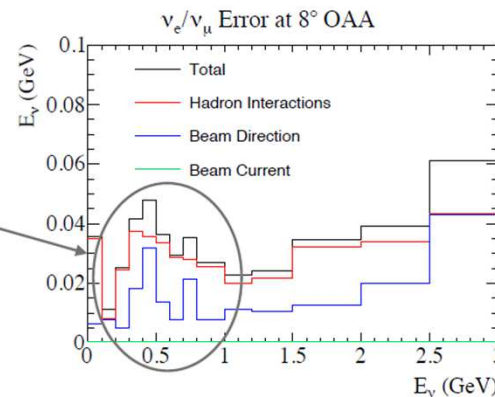 νe/νμ Error at 8° OAA
Eν (GeV)
0.1
0.08
0.06
0.04
0.02
0
Total
Hadron Interactions
Beam Direction
Beam Current
0 0.5 1 1.5 2 2.5 3
Eν (GeV)